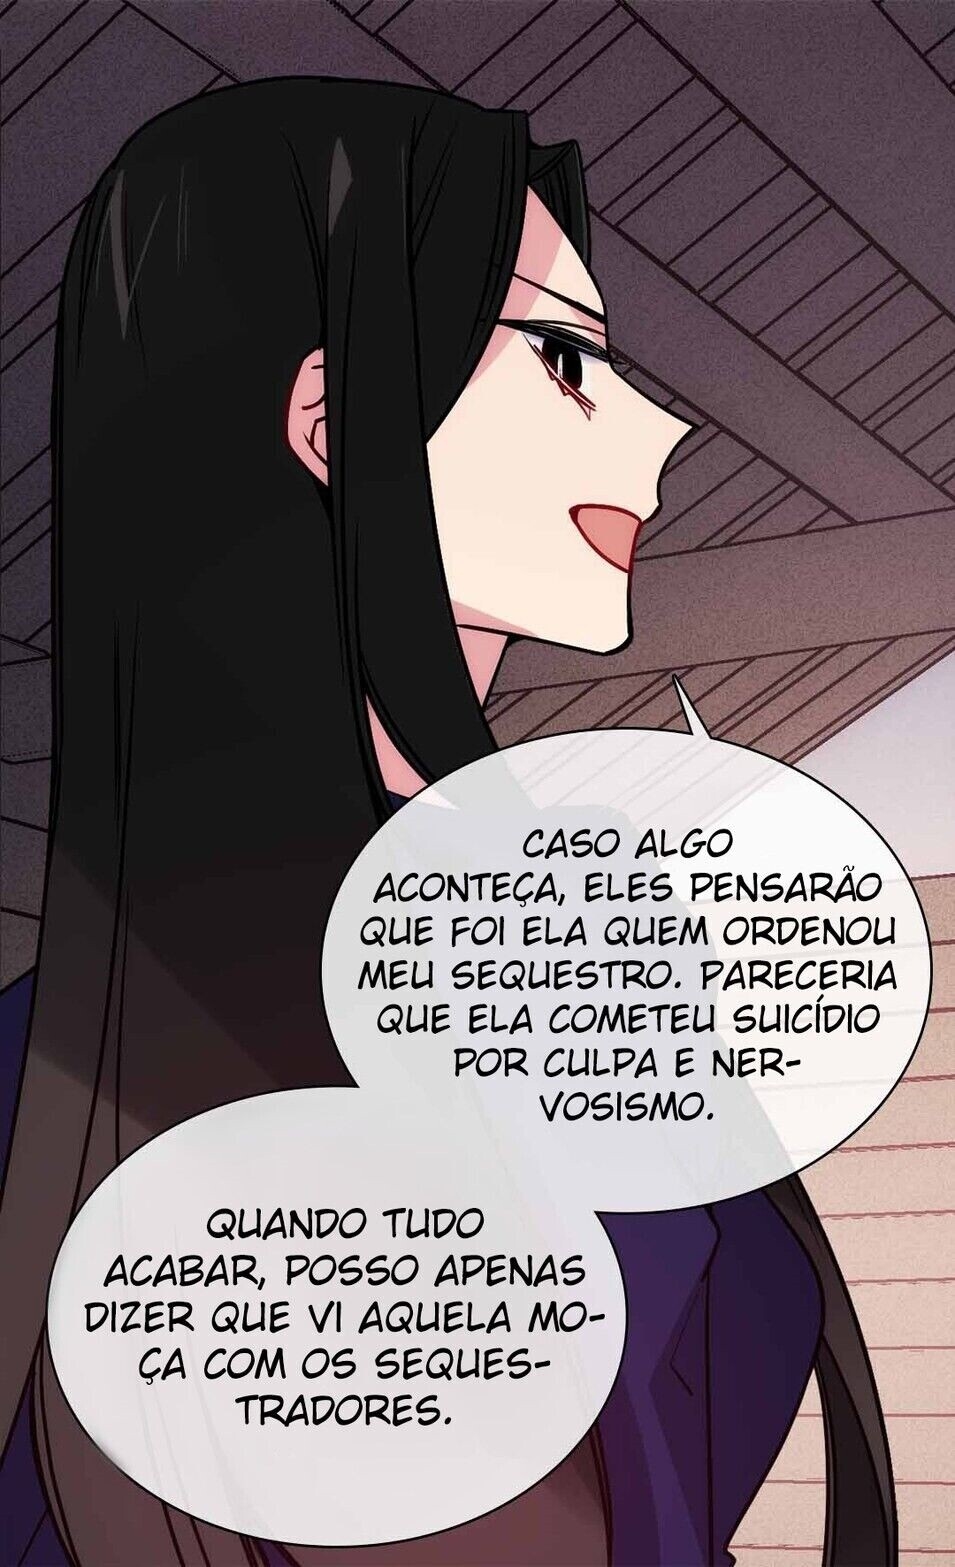 CASO ALGO
ACONTEÇA, ELES PENSARÃO
QUE FOI ELA QUEM ORDENOU
MEU SEQUESTRO. PARECERIA
QUE ELA COMETEU SUICÍDIO
POR CULPA E NER-
VOSISMO.
QUANDO TUDO
ACABAR, POSSO APENAS
DIZER QUE VI AQUELA MO-
ÇA COM OS SEQUES-
TRADORES.